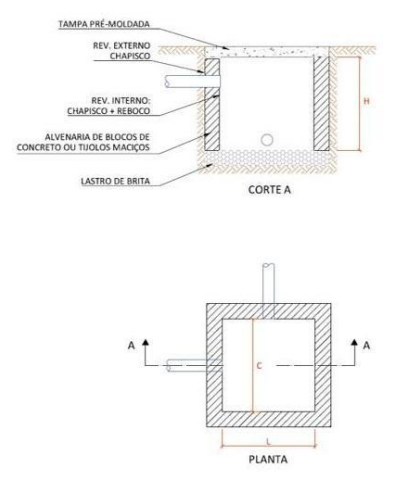 TAMPA PRÉ-MOLDADA
REV. EXTERNO
CHAPISCO
REV. INTERNO:
CHAPISCO + REBOCO
ALVENARIA DE BLOCOS DE
CONCRETO OU TIJOLOS MACIÇOS
LASTRO DE BRITA
H
CORTE A
A
A
C
L
PLANTA